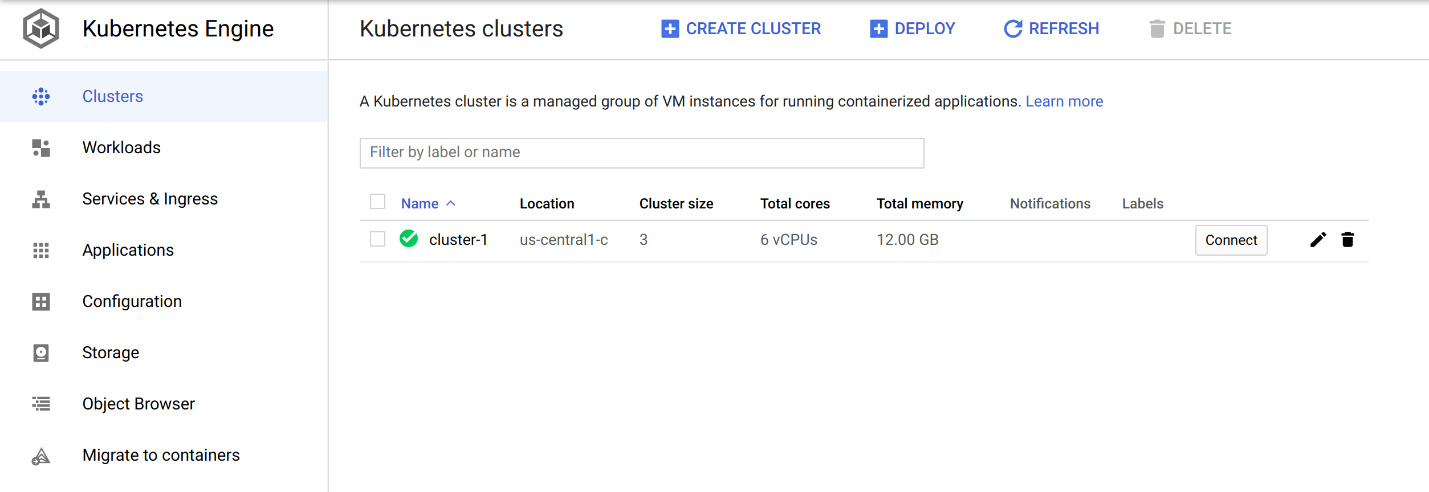 Kubernetes Engine
Kubernetes clusters CREATE CLUSTER DEPLOY REFRESH DELETE
Clusters
Workloads
Services & Ingress
Applications
Configuration
Storage
Object Browser
Migrate to containers
A Kubernetes cluster is a managed group of VM instances for running containerized applications. Learn more
Filter by label or name
Name Location Cluster size Total cores Total memory Notifications Labels
cluster-1 us-central1-c 3 6 vCPUs 12.00 GB Connect